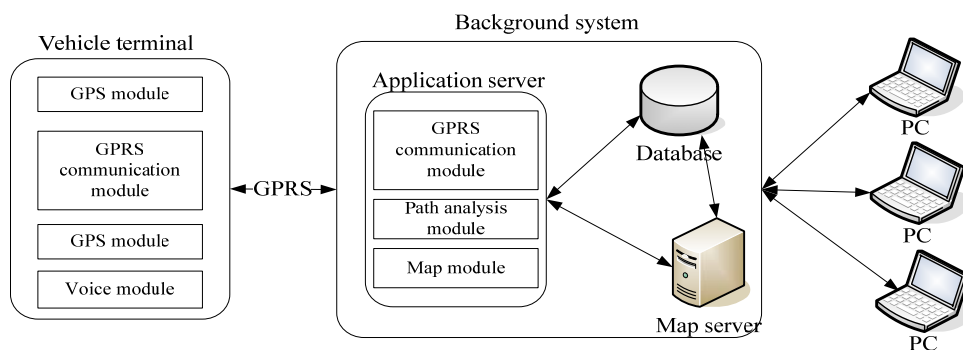 Background system
Vehicle terminal
GPS module
GPRS
communication
module
GPS module
Voice module
GPRS
Application server
GPRS
communication
module
Path analysis
module
Map module
Database
Map server
PC
PC
PC